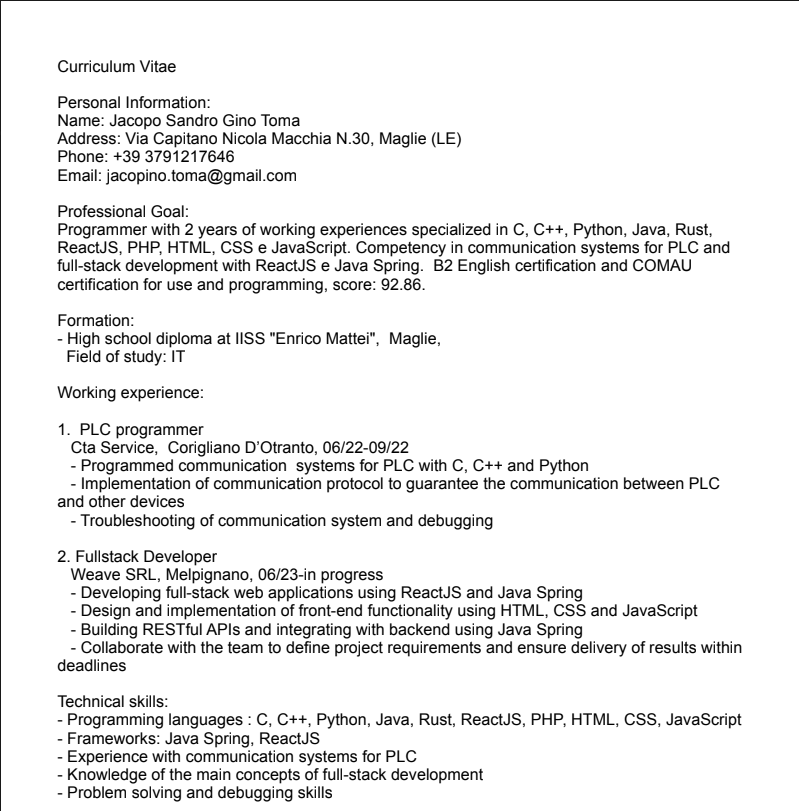 Curriculum Vitae
Personal Information:
Name: Jacopo Sandro Gino Toma
Address: Via Capitano Nicola Macchia N.30, Maglie (LE)
Phone: +39 3791217646
Email: jacopino.toma@gmail.com
Professional Goal:
Programmer with 2 years of working experiences specialized in C, C++, Python, Java, Rust,
ReactJS, PHP, HTML, CSS e JavaScript. Competency in communication systems for PLC and
full-stack development with ReactJS e Java Spring.  B2 English certification and COMAU
certification for use and programming, score: 92.86.
Formation:
- High school diploma at IISS "Enrico Mattei",  Maglie,
Field of study: IT
Working experience:
1.  PLC programmer
Cta Service,  Corigliano D’Otranto, 06/22-09/22
- Programmed communication  systems for PLC with C, C++ and Python
- Implementation of communication protocol to guarantee the communication between PLC
and other devices
- Troubleshooting of communication system and debugging
2. Fullstack Developer
Weave SRL, Melpignano, 06/23-in progress
- Developing full-stack web applications using ReactJS and Java Spring
- Design and implementation of front-end functionality using HTML, CSS and JavaScript
- Building RESTful APIs and integrating with backend using Java Spring
- Collaborate with the team to define project requirements and ensure delivery of results within
deadlines
Technical skills:
- Programming languages : C, C++, Python, Java, Rust, ReactJS, PHP, HTML, CSS, JavaScript
- Frameworks: Java Spring, ReactJS
- Experience with communication systems for PLC
- Knowledge of the main concepts of full-stack development
- Problem solving and debugging skills